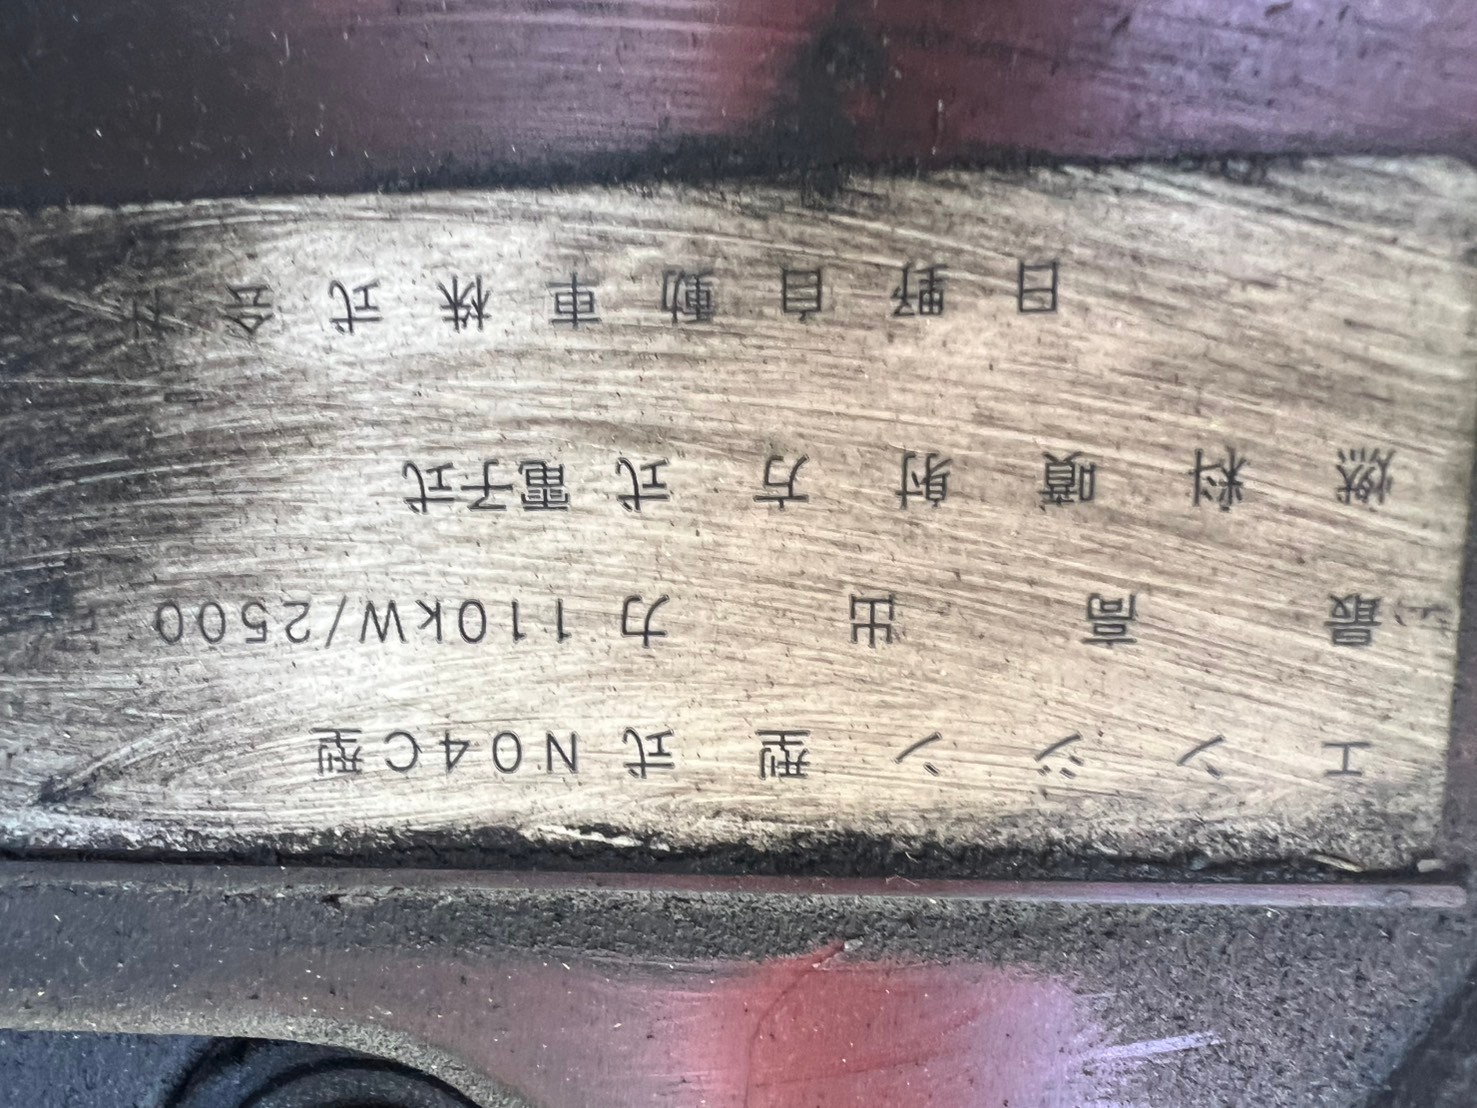 エンジン型式 N04C型
最高出力 110kW/2500
燃料噴射方式 電子式
日野自動車株式会社